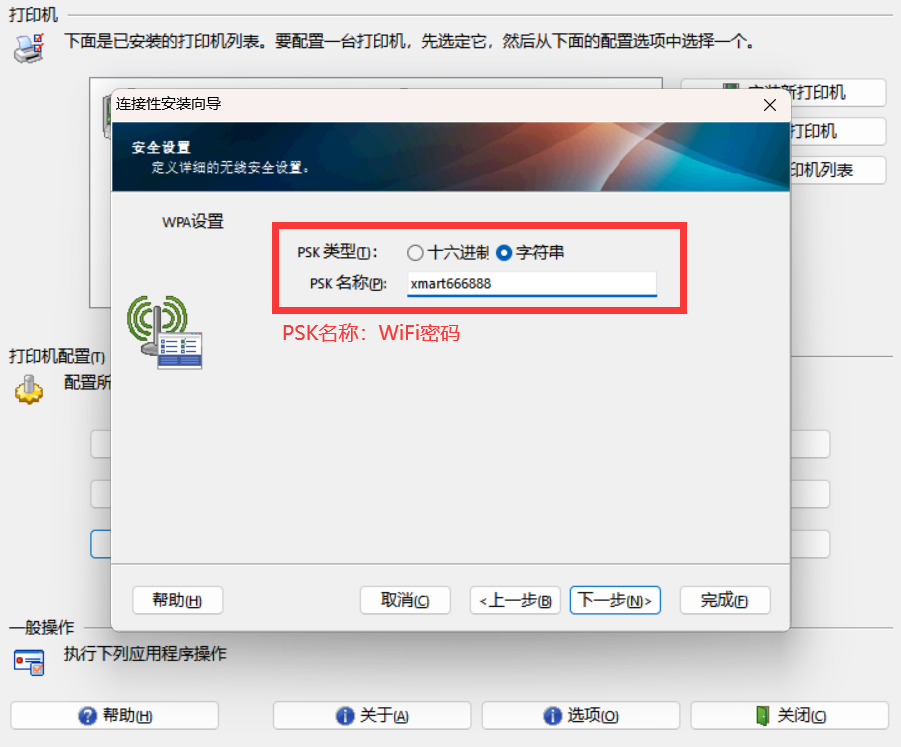 打印机
下面是已安装的打印机列表。要配置一台打印机，先选定它，然后从下面的配置选项中选择一个。
安装新打印机
连接性安装向导
打印机
安全设置
定义详细的无线安全设置。
印机列表
WPA设置
PSK 类型(T):
十六进制
字符串
PSK 名称(P):
xmart666888
PSK名称：WiFi密码
打印机配置(T)
配置所
帮助(H)
取消(C)
<上一步(B)
下一步(N)>
完成(F)
一般操作
执行下列应用程序操作
帮助(H)
关于(A)
选项(O)
关闭(C)